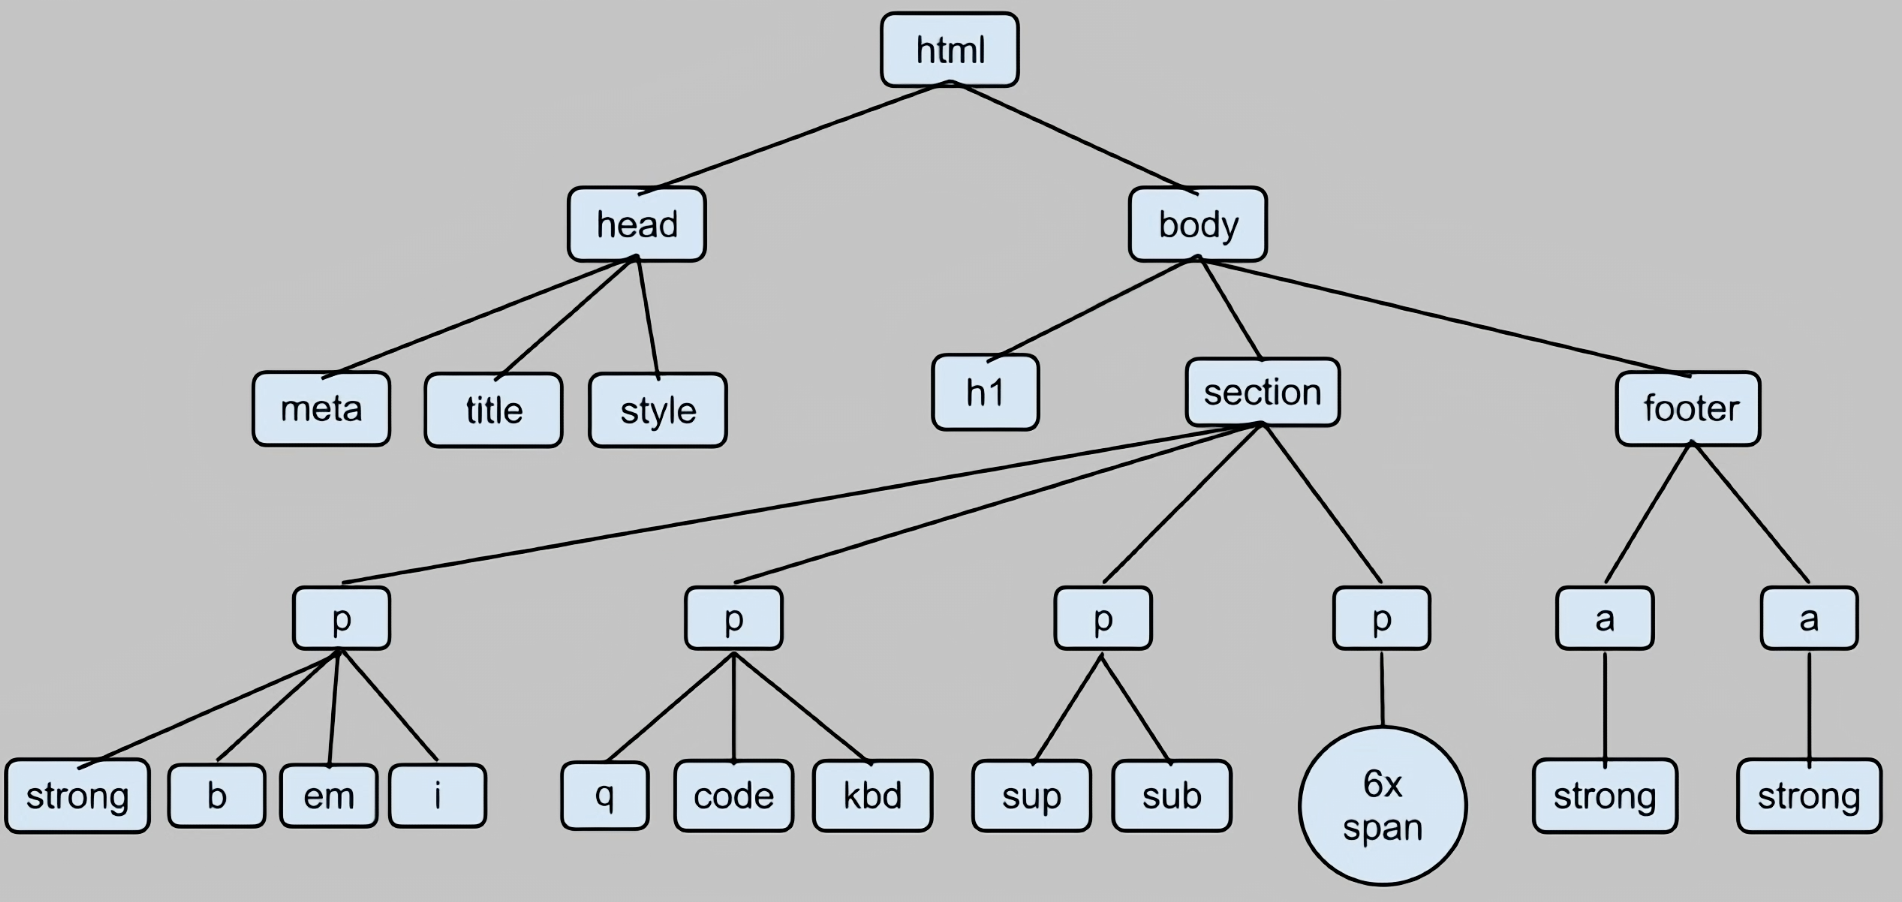 html
head
body
meta
title
style
h1
section
footer
p
p
p
p
a
a
strong
b
em
i
q
code
kbd
sup
sub
6x
span
strong
strong